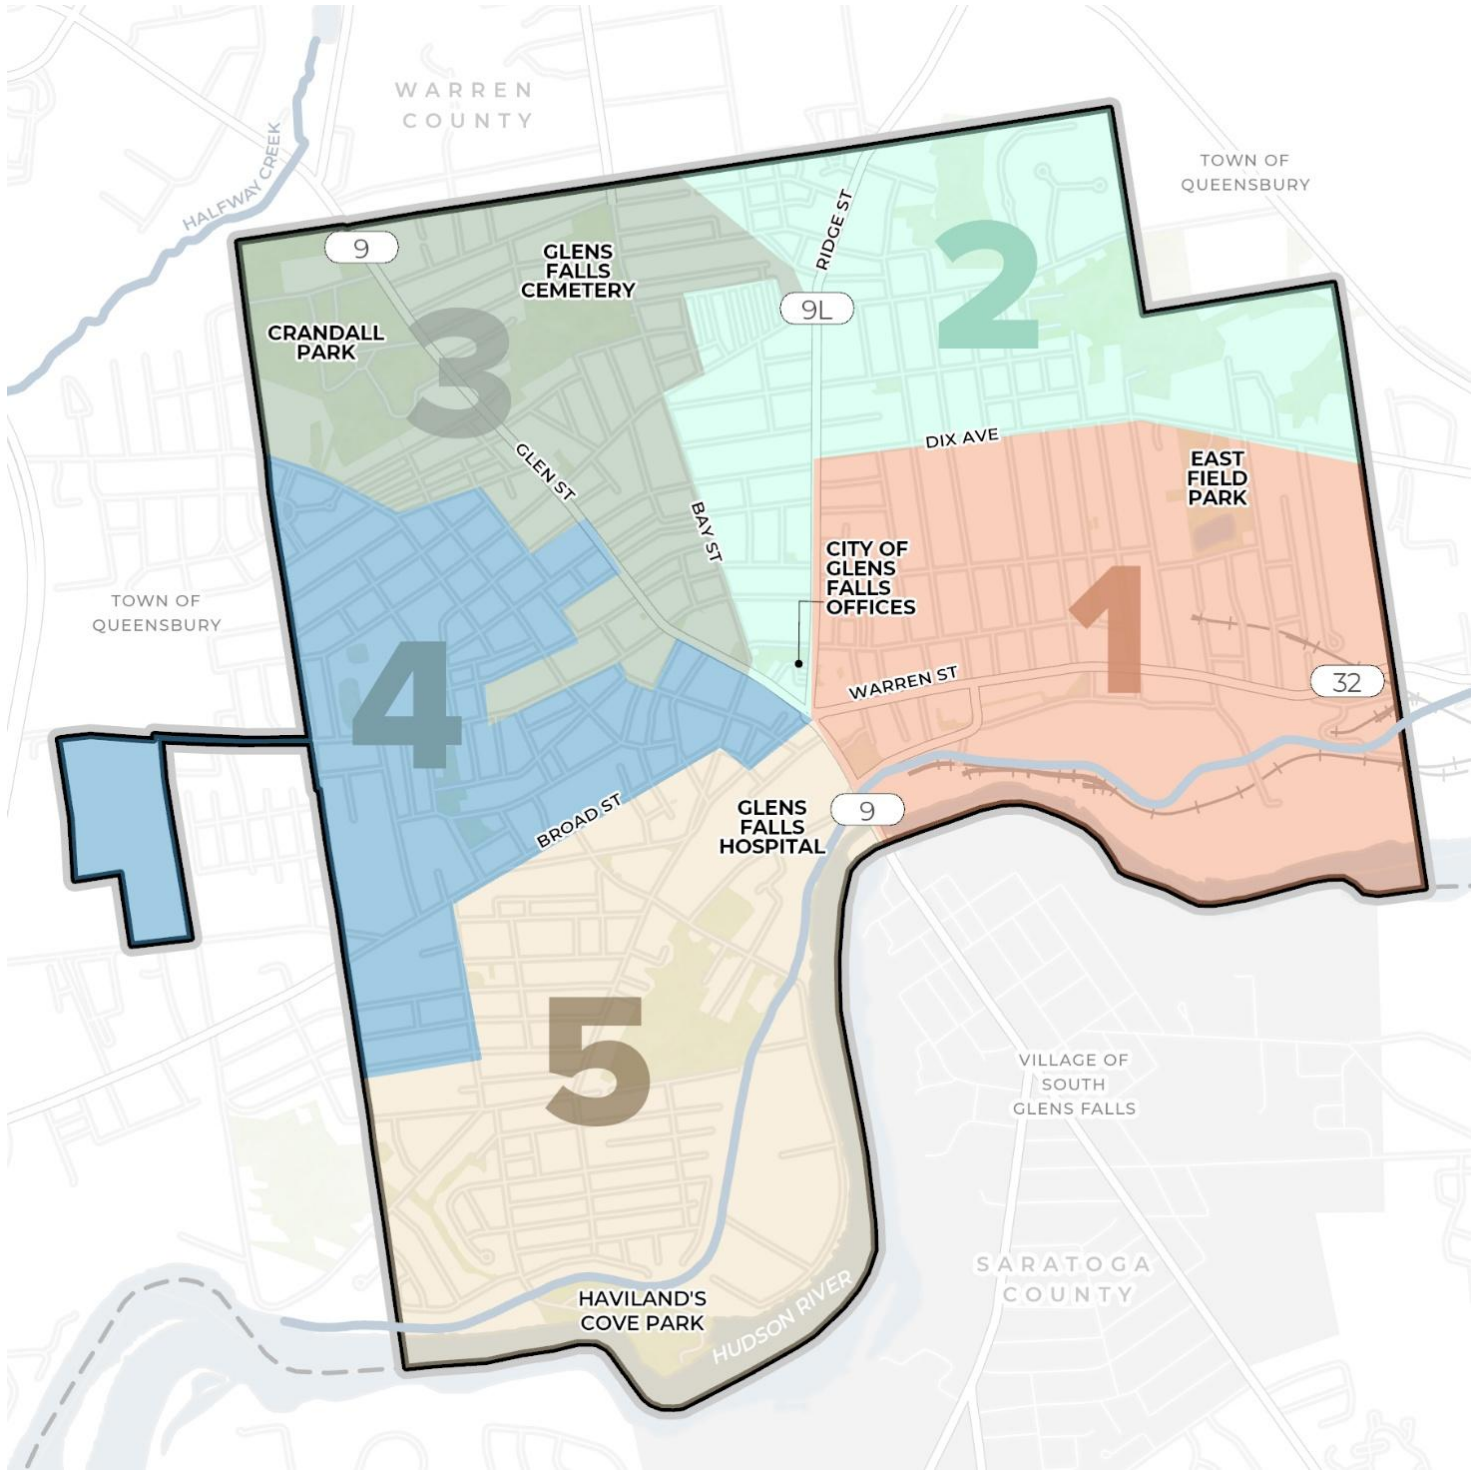 WARREN
COUNTY
HALFWAY CREEK
TOWN OF
QUEENSBURY
9
GLENS
FALLS
CEMETERY
RIDGE ST
2
9L
CRANDALL
PARK
3
GLEN ST
DIX AVE
EAST
FIELD
PARK
BAY ST
CITY OF
GLENS
FALLS
OFFICES
1
TOWN OF
QUEENSBURY
4
WARREN ST
32
BROAD ST
GLENS
FALLS
HOSPITAL
9
5
VILLAGE OF
SOUTH
GLENS FALLS
SARATOGA
COUNTY
HAVILAND'S
COVE PARK
HUDSON RIVER